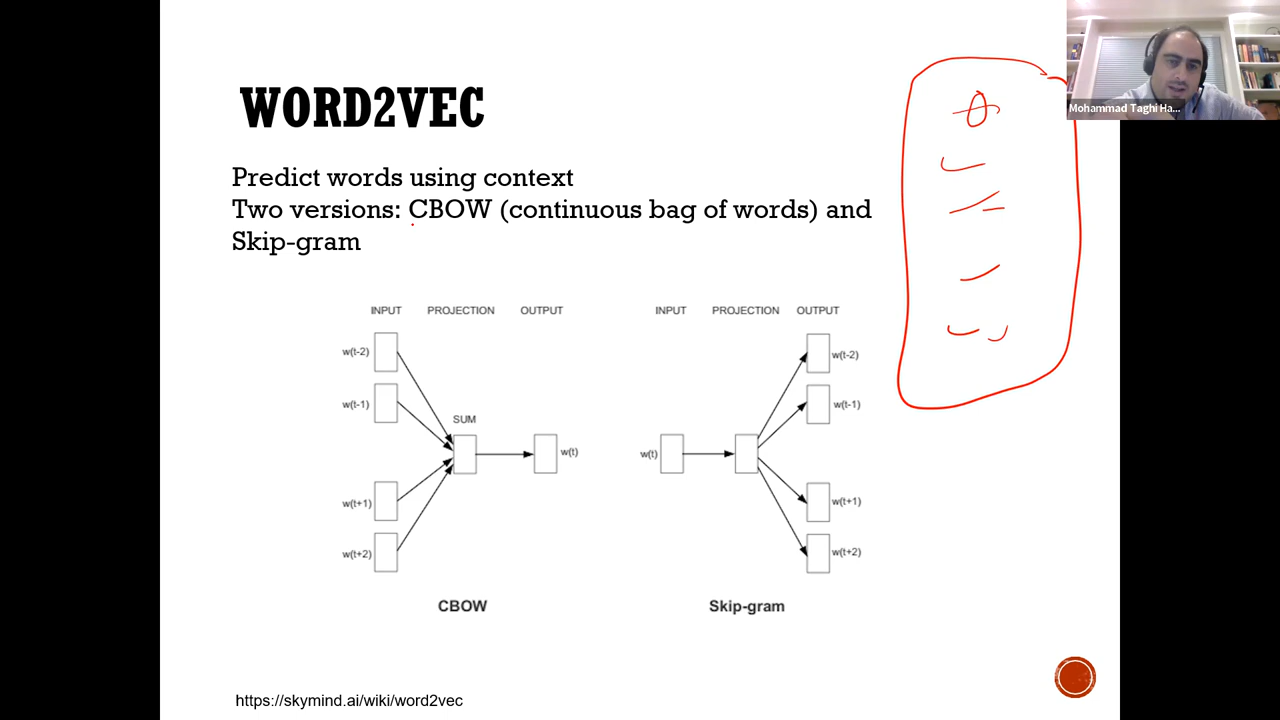 WORD2VEC
Mohammad Taghi Ha...
Predict words using context
Two versions: CBOW (continuous bag of words) and
Skip-gram
INPUT PROJECTION OUTPUT
w(t-2)
w(t-1)
SUM
w(t)
w(t+1)
w(t+2)
CBOW
INPUT PROJECTION OUTPUT
w(t-2)
w(t-1)
w(t)
w(t+1)
w(t+2)
Skip-gram
https://skymind.ai/wiki/word2vec